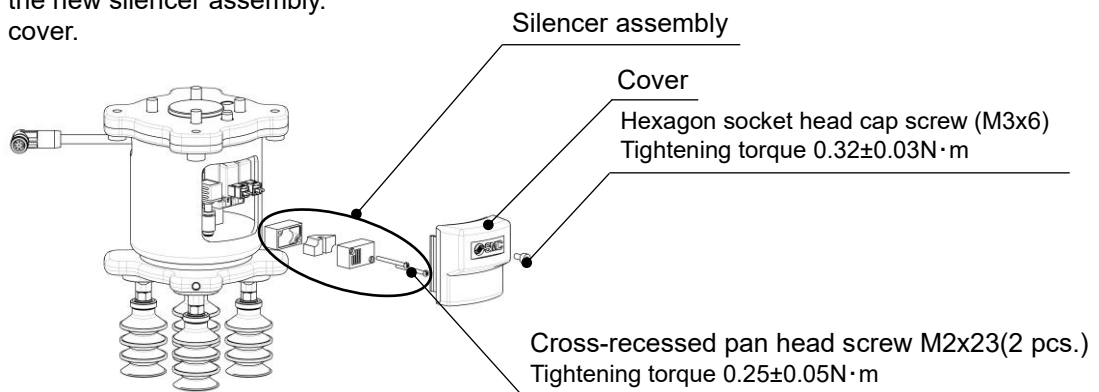 the new silencer assembly.
cover.
Silencer assembly
Cover
Hexagon socket head cap screw (M3x6)
Tightening torque 0.32±0.03N･m
SMC
Cross-recessed pan head screw M2x23(2 pcs.)
Tightening torque 0.25±0.05N･m